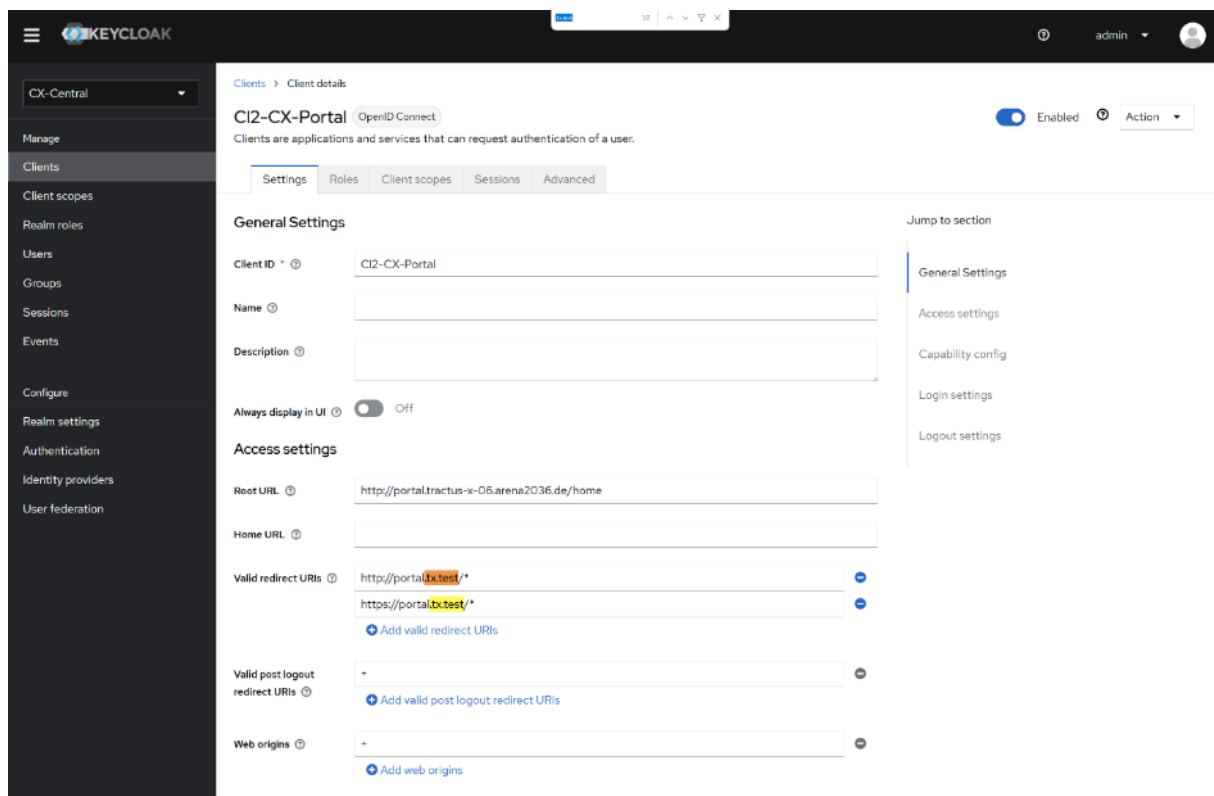 .tx.test
1/2
KEYCLOAK
admin
CX-Central
Manage
Clients
Client scopes
Realm roles
Users
Groups
Sessions
Events
Configure
Realm settings
Authentication
Identity providers
User federation
Clients > Client details
Cl2-CX-Portal OpenID Connect
Enabled
Action
Clients are applications and services that can request authentication of a user.
Settings Roles Client scopes Sessions Advanced
General Settings
Client ID *
Cl2-CX-Portal
Name
Description
Always display in UI
Off
Access settings
Root URL
http://portal.tractus-x-06.arena2036.de/home
Home URL
Valid redirect URIs
http://portal.tx.test/*
https://portal.tx.test/*
Add valid redirect URIs
Valid post logout
redirect URIs
+
Add valid post logout redirect URIs
Web origins
+
Add web origins
Jump to section
General Settings
Access settings
Capability config
Login settings
Logout settings